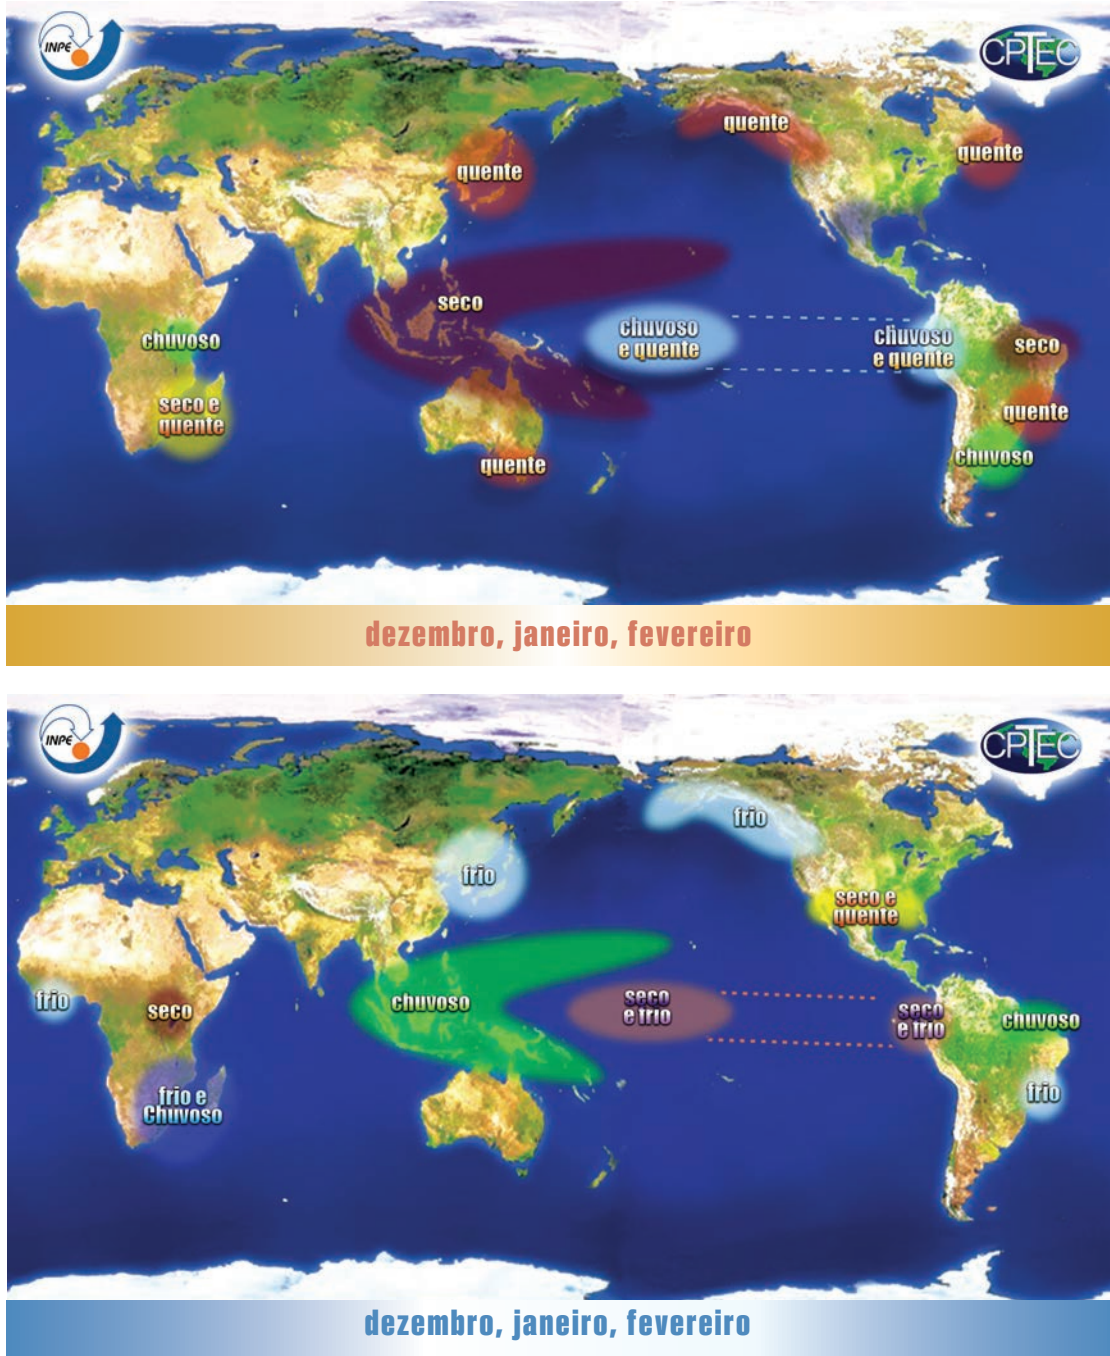 INPE
CPTEC
quente
quente
quente
seco
chuvoso
e quente
chuvoso
e quente
seco
chuvoso
seco e
quente
quente
quente
chuvoso
dezembro, janeiro, fevereiro
INPE
CPTEC
frio
frio
seco e
quente
frio
seco
chuvoso
seco
e frio
seco
e frio
chuvoso
frio e
Chuvoso
frio
dezembro, janeiro, fevereiro